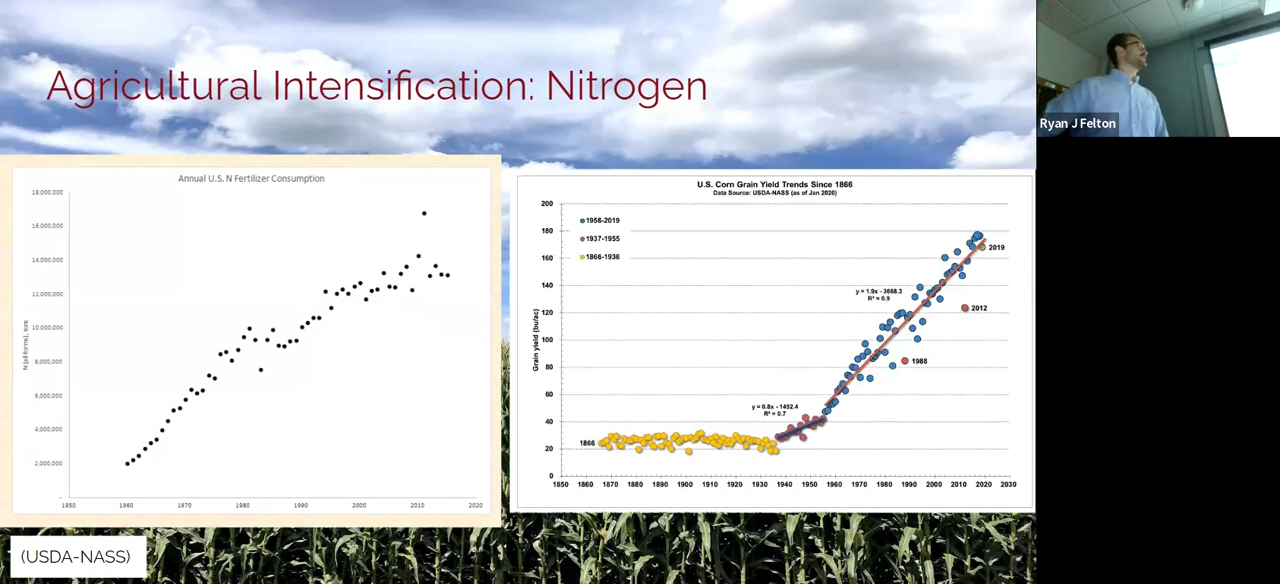 Agricultural Intensification: Nitrogen
Ryan J Felton
Annual U.S. N Fertilizer Consumption
18,000,000
16,000,000
14,000,000
12,000,000
10,000,000
8,000,000
6,000,000
4,000,000
2,000,000
-
1950 1960 1970 1980 1990 2000 2010 2020
U.S. Corn Grain Yield Trends Since 1866
Data Source: USDA-NASS (as of Jan 2020)
Grain yield (bu/ac)
200
180
160
140
120
100
80
60
40
20
0
1956-2019
1937-1955
1866-1936
y = 1.9x - 3668.3
R² = 0.9
y = 0.8x - 1452.4
R² = 0.7
2019
2012
1988
1866
1850 1860 1870 1880 1890 1900 1910 1920 1930 1940 1950 1960 1970 1980 1990 2000 2010 2020 2030
(USDA-NASS)